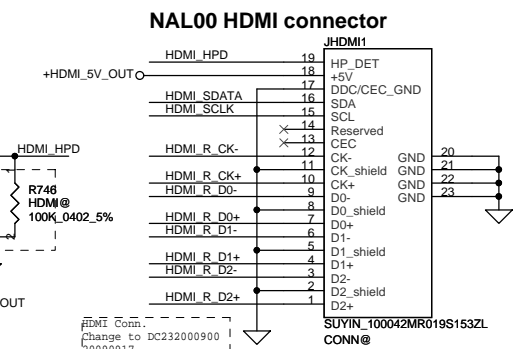 NAL00 HDMI connector
JHDMI1
HDMI_HPD 19 HP_DET
+HDMI_5V_OUT 18 +5V
17 DDC/CEC_GND
HDMI_SDATA 16 SDA
HDMI_SCLK 15 SCL
14 Reserved
13 CEC
HDMI_R_CK- 12 CK- GND 20
11 CK_shield GND 21
HDMI_R_CK+ 10 CK+ GND 22
HDMI_R_D0- 9 D0- GND 23
8 D0_shield
HDMI_R_D0+ 7 D0+
HDMI_R_D1- 6 D1-
5 D1_shield
HDMI_R_D1+ 4 D1+
HDMI_R_D2- 3 D2-
2 D2_shield
HDMI_R_D2+ 1 D2+
SUYIN_100042MR019S153ZL
CONN@
HDMI_HPD
1
R746
HDMI@
100K_0402_5%
2
OUT
HDMI Conn.
Change to DC232000900